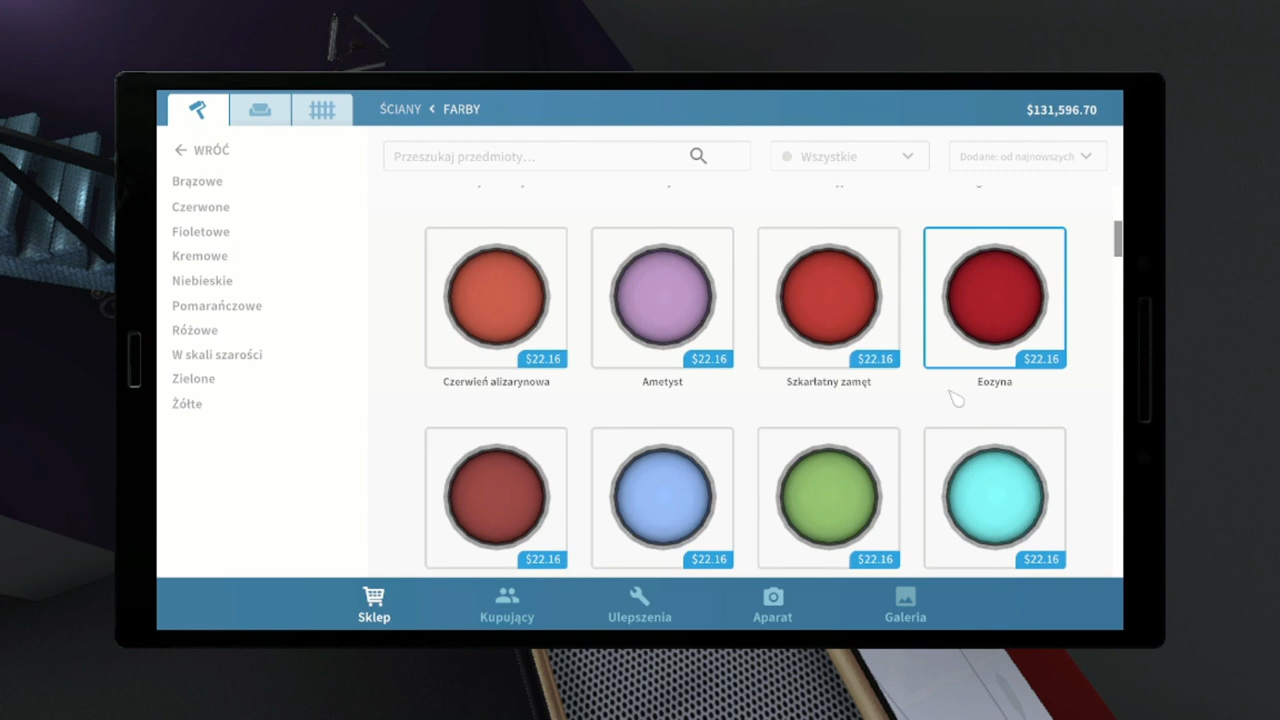 ŚCIANY < FARBY
$131,596.70
WRÓĆ
Brązowe
Czerwone
Fioletowe
Kremowe
Niebieskie
Pomarańczowe
Różowe
W skali szarości
Zielone
Żółte
Przeszukaj przedmioty...
Wszystkie
Dodane: od najnowszych
$22.16
$22.16
$22.16
$22.16
Czerwień alizarynowa
Ametyst
Szkarłatny zamęt
Eozyna
$22.16
$22.16
$22.16
$22.16
Sklep
Kupujący
Ulepszenia
Aparat
Galeria